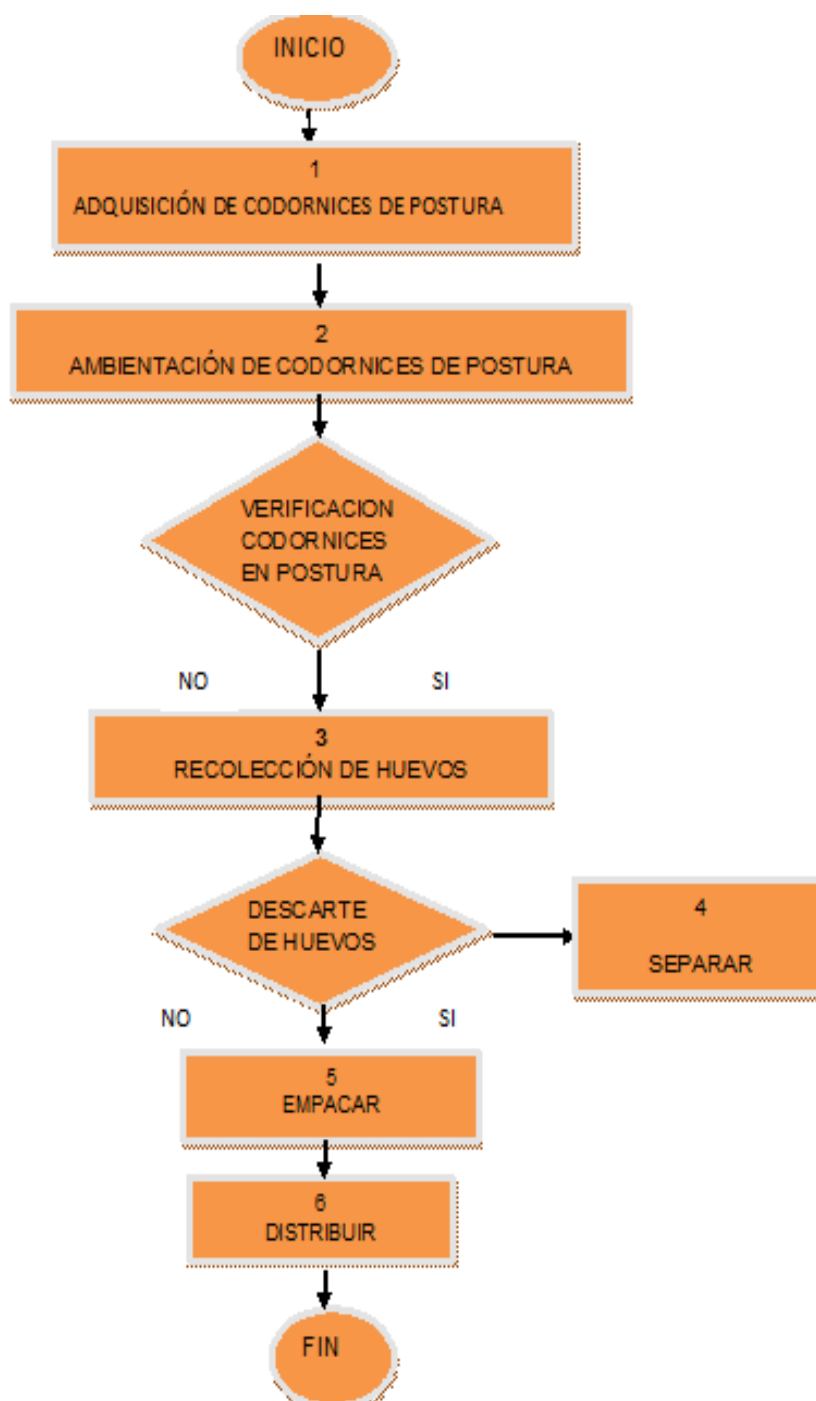 INICIO
1
ADQUISICIÓN DE CODORNICES DE POSTURA
2
AMBIENTACIÓN DE CODORNICES DE POSTURA
VERIFICACION
CODORNICES
EN POSTURA
NO
SI
3
RECOLECCIÓN DE HUEVOS
DESCARTE
DE HUEVOS
4
SEPARAR
NO
SI
5
EMPACAR
6
DISTRIBUIR
FIN